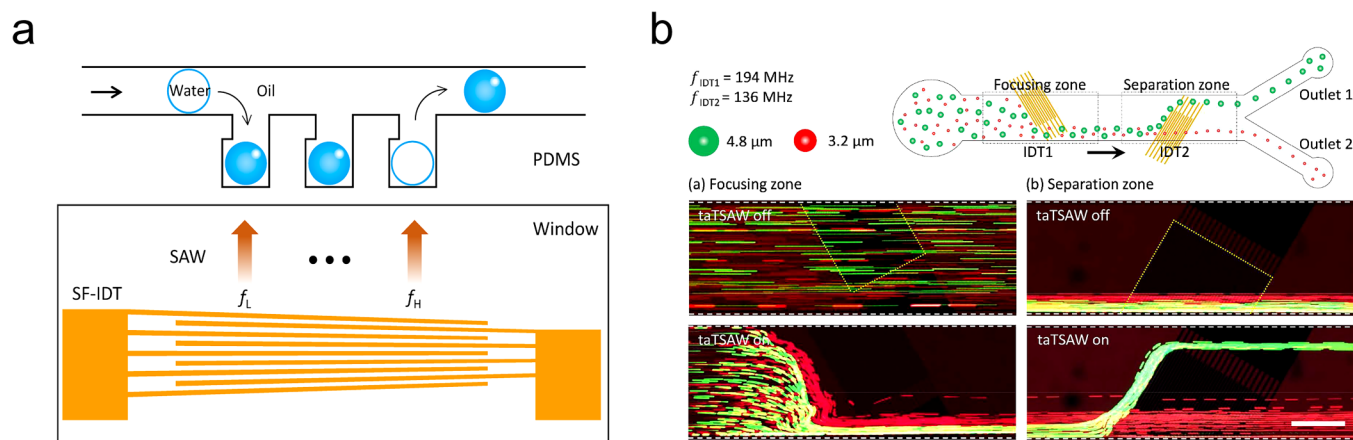 a
Water
Oil
PDMS
Window
SAW
SF-IDT
fL
fH
b
fIDT1 = 194 MHz
fIDT2 = 136 MHz
4.8 μm
3.2 μm
Focusing zone
Separation zone
Outlet 1
Outlet 2
IDT1
IDT2
(a) Focusing zone
(b) Separation zone
taTSAW off
taTSAW off
taTSAW on
taTSAW on